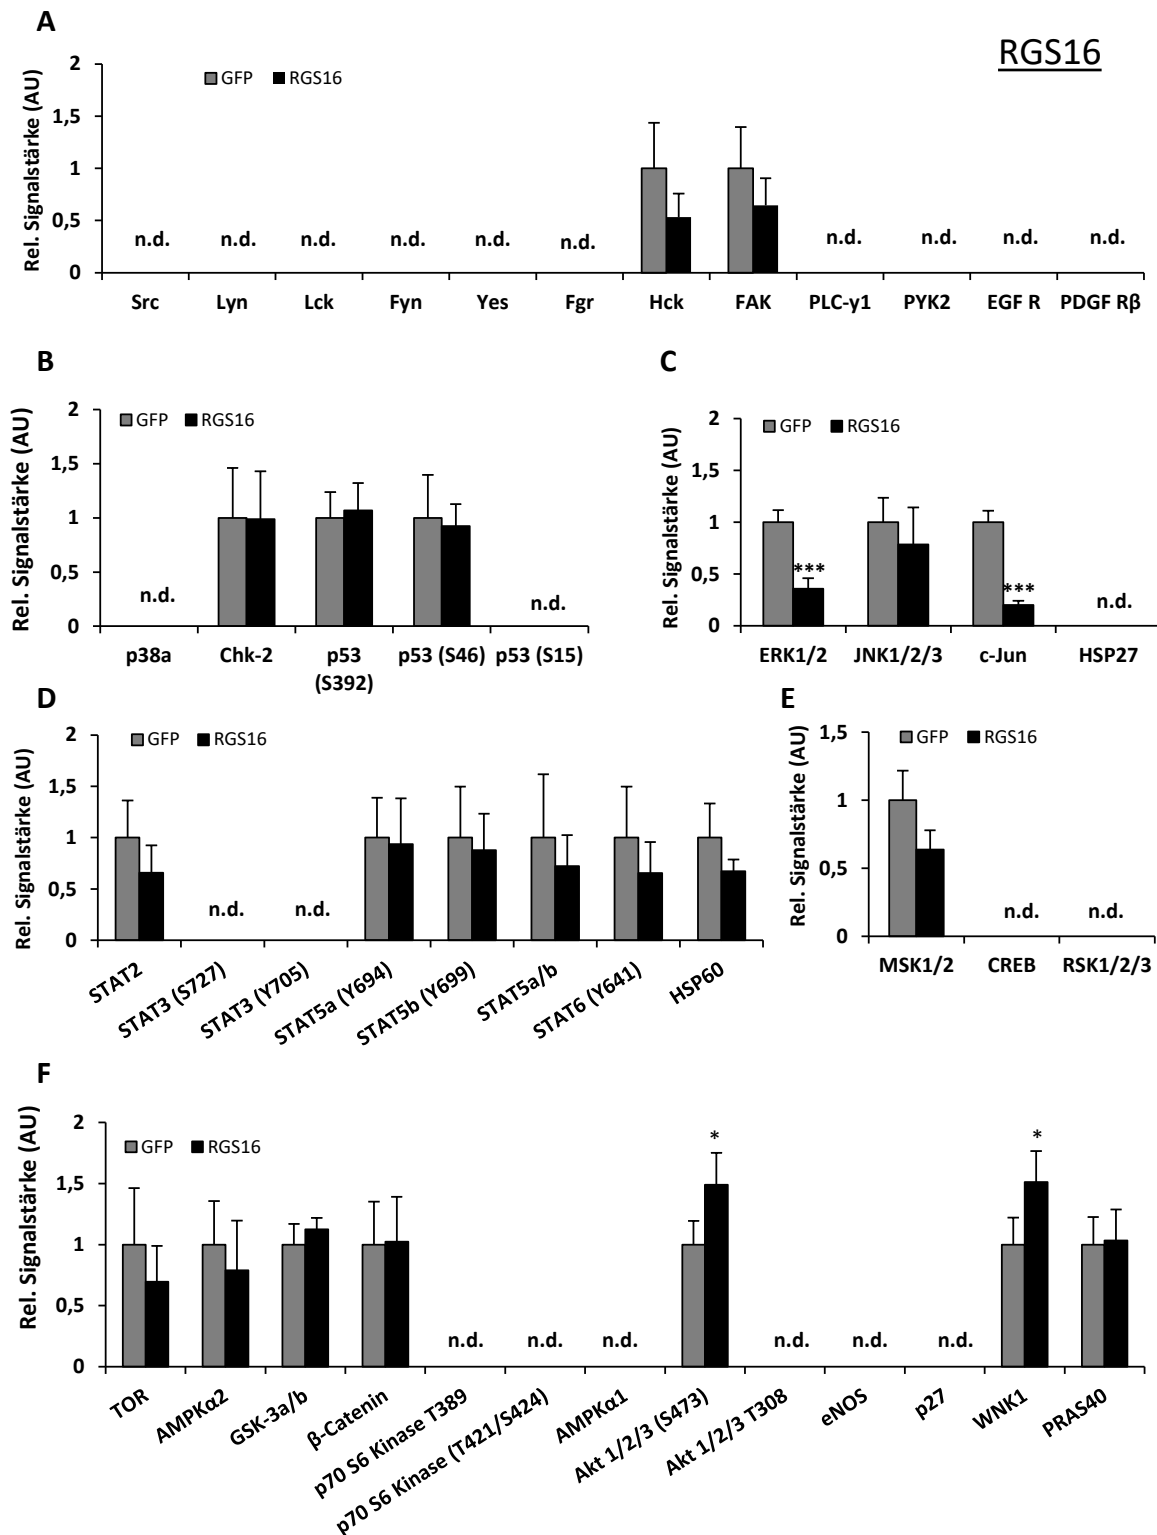 A
RGS16
GFP RGS16
Rel. Signalstärke (AU)
2
1,5
1
0,5
0
n.d. n.d. n.d. n.d. n.d. n.d. n.d. n.d. n.d. n.d.
Src Lyn Lck Fyn Yes Fgr Hck FAK PLC-y1 PYK2 EGF R PDGF Rβ
B
GFP RGS16
Rel. Signalstärke (AU)
2
1,5
1
0,5
0
n.d. n.d.
p38a Chk-2 p53 (S392) p53 (S46) p53 (S15)
C
GFP RGS16
Rel. Signalstärke (AU)
2
1,5
1
0,5
0
*** *** n.d.
ERK1/2 JNK1/2/3 c-Jun HSP27
D
GFP RGS16
Rel. Signalstärke (AU)
2
1,5
1
0,5
0
n.d. n.d.
STAT2 STAT3 (S727) STAT3 (Y705) STAT5a (Y694) STAT5b (Y699) STAT5a/b STAT6 (Y641) HSP60
E
GFP RGS16
Rel. Signalstärke (AU)
1,5
1
0,5
0
n.d. n.d.
MSK1/2 CREB RSK1/2/3
F
GFP RGS16
Rel. Signalstärke (AU)
2
1,5
1
0,5
0
* *
n.d. n.d. n.d. n.d. n.d. n.d.
TOR AMPKα2 GSK-3a/b β-Catenin p70 S6 Kinase T389 p70 S6 Kinase (T421/S424) AMPKα1 Akt 1/2/3 (S473) Akt 1/2/3 T308 eNOS p27 WNK1 PRAS40